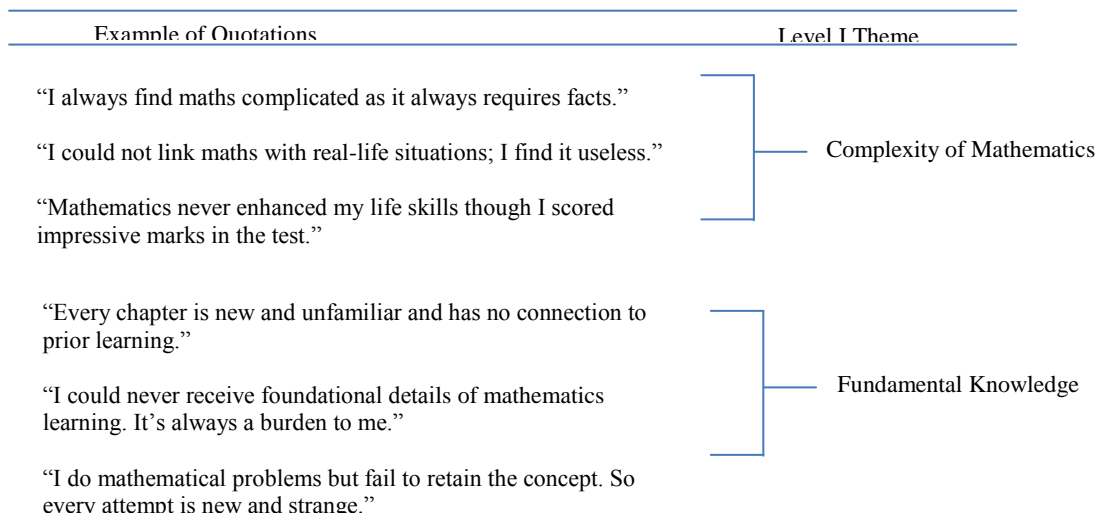 Example of Quotations Level I Theme
“I always find maths complicated as it always requires facts.”
“I could not link maths with real-life situations; I find it useless.”
Complexity of Mathematics
“Mathematics never enhanced my life skills though I scored
impressive marks in the test.”
“Every chapter is new and unfamiliar and has no connection to
prior learning.”
Fundamental Knowledge
“I could never receive foundational details of mathematics
learning. It’s always a burden to me.”
“I do mathematical problems but fail to retain the concept. So
every attempt is new and strange.”